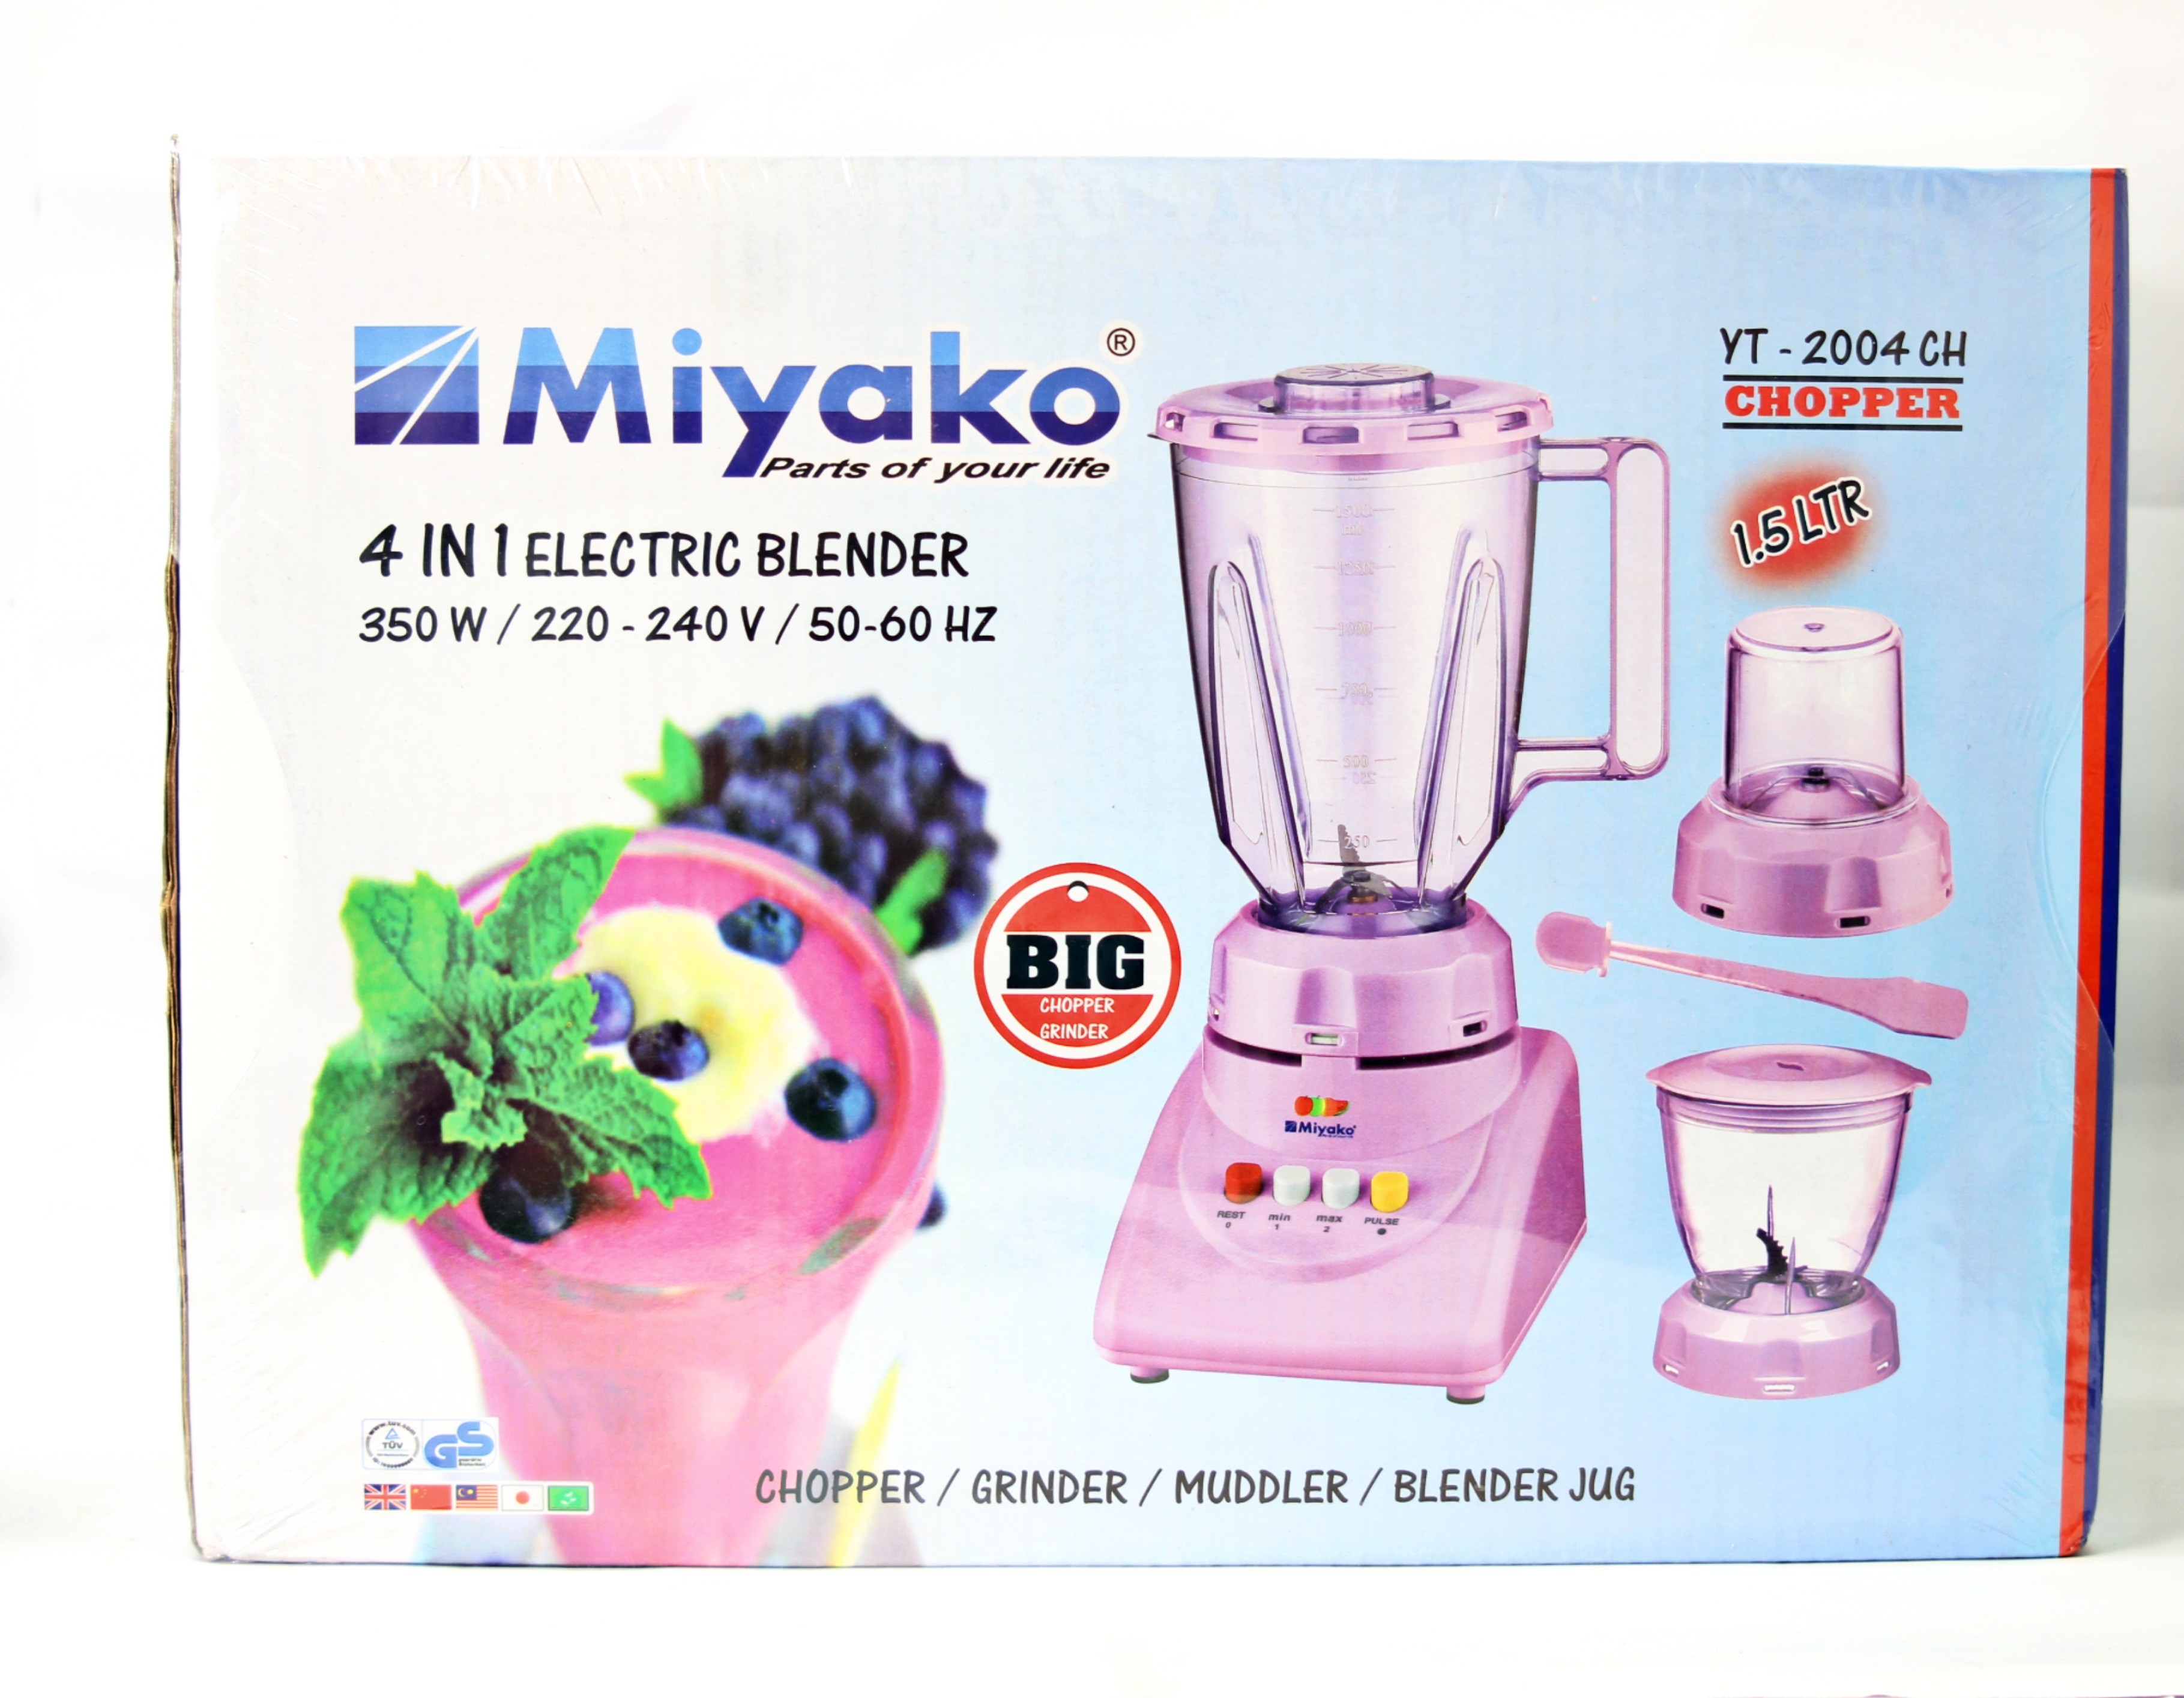 Miyako®
Parts of your life
4 IN 1 ELECTRIC BLENDER
350 W / 220 - 240 V / 50-60 HZ
YT - 2004 CH
CHOPPER
1.5 LTR
BIG
CHOPPER
GRINDER
500
250
Miyako
REST min max PULSE
0 1 2
TÜV
GS
CHOPPER / GRINDER / MUDDLER / BLENDER JUG